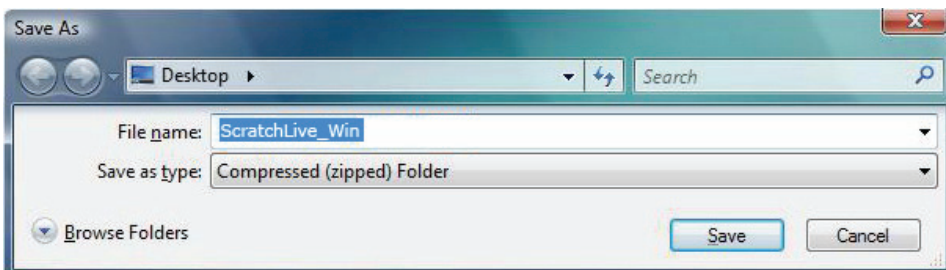 Save As
Desktop
Search
File name: ScratchLive_Win
Save as type: Compressed (zipped) Folder
Browse Folders Save Cancel